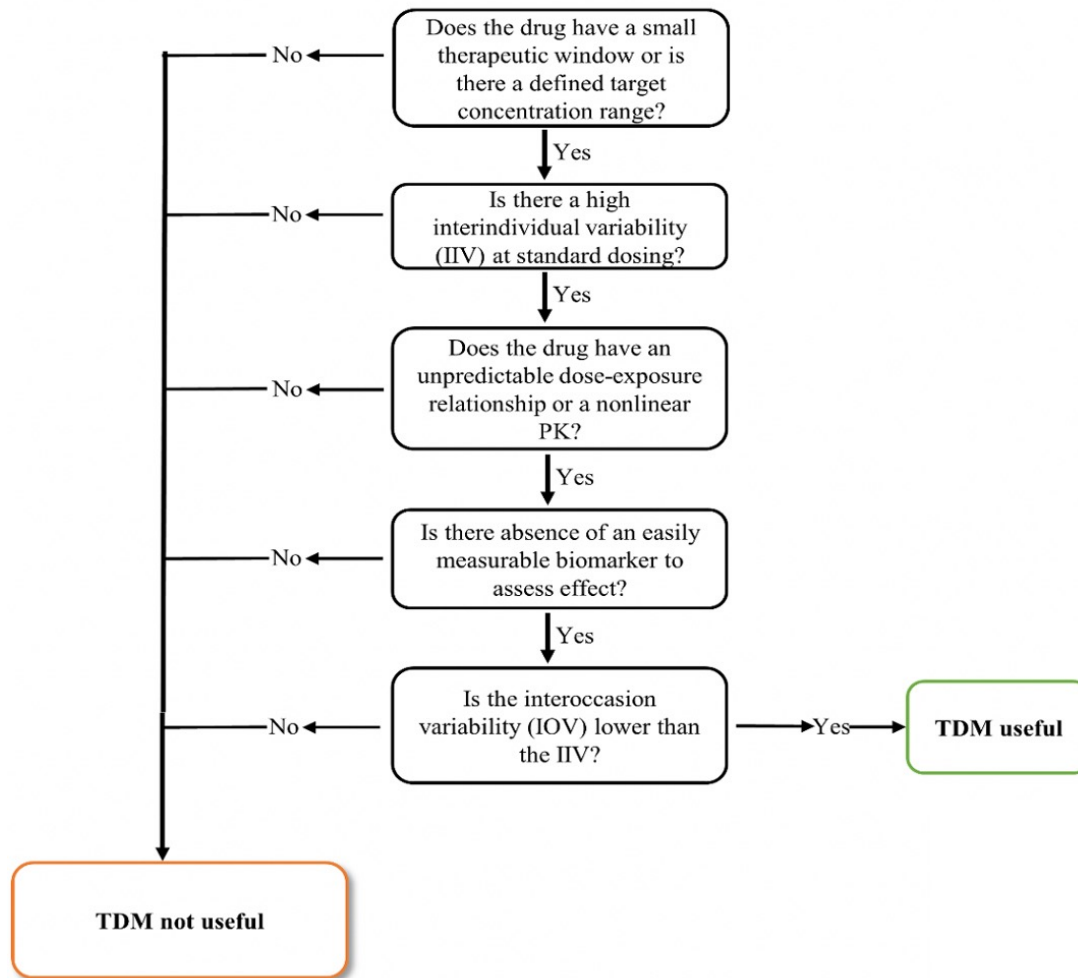 Does the drug have a small
therapeutic window or is
there a defined target
concentration range?
No
Yes
Is there a high
interindividual variability
(IIV) at standard dosing?
No
Yes
Does the drug have an
unpredictable dose-exposure
relationship or a nonlinear
PK?
No
Yes
Is there absence of an easily
measurable biomarker to
assess effect?
No
Yes
Is the interoccasion
variability (IOV) lower than
the IIV?
No
Yes
TDM useful
TDM not useful